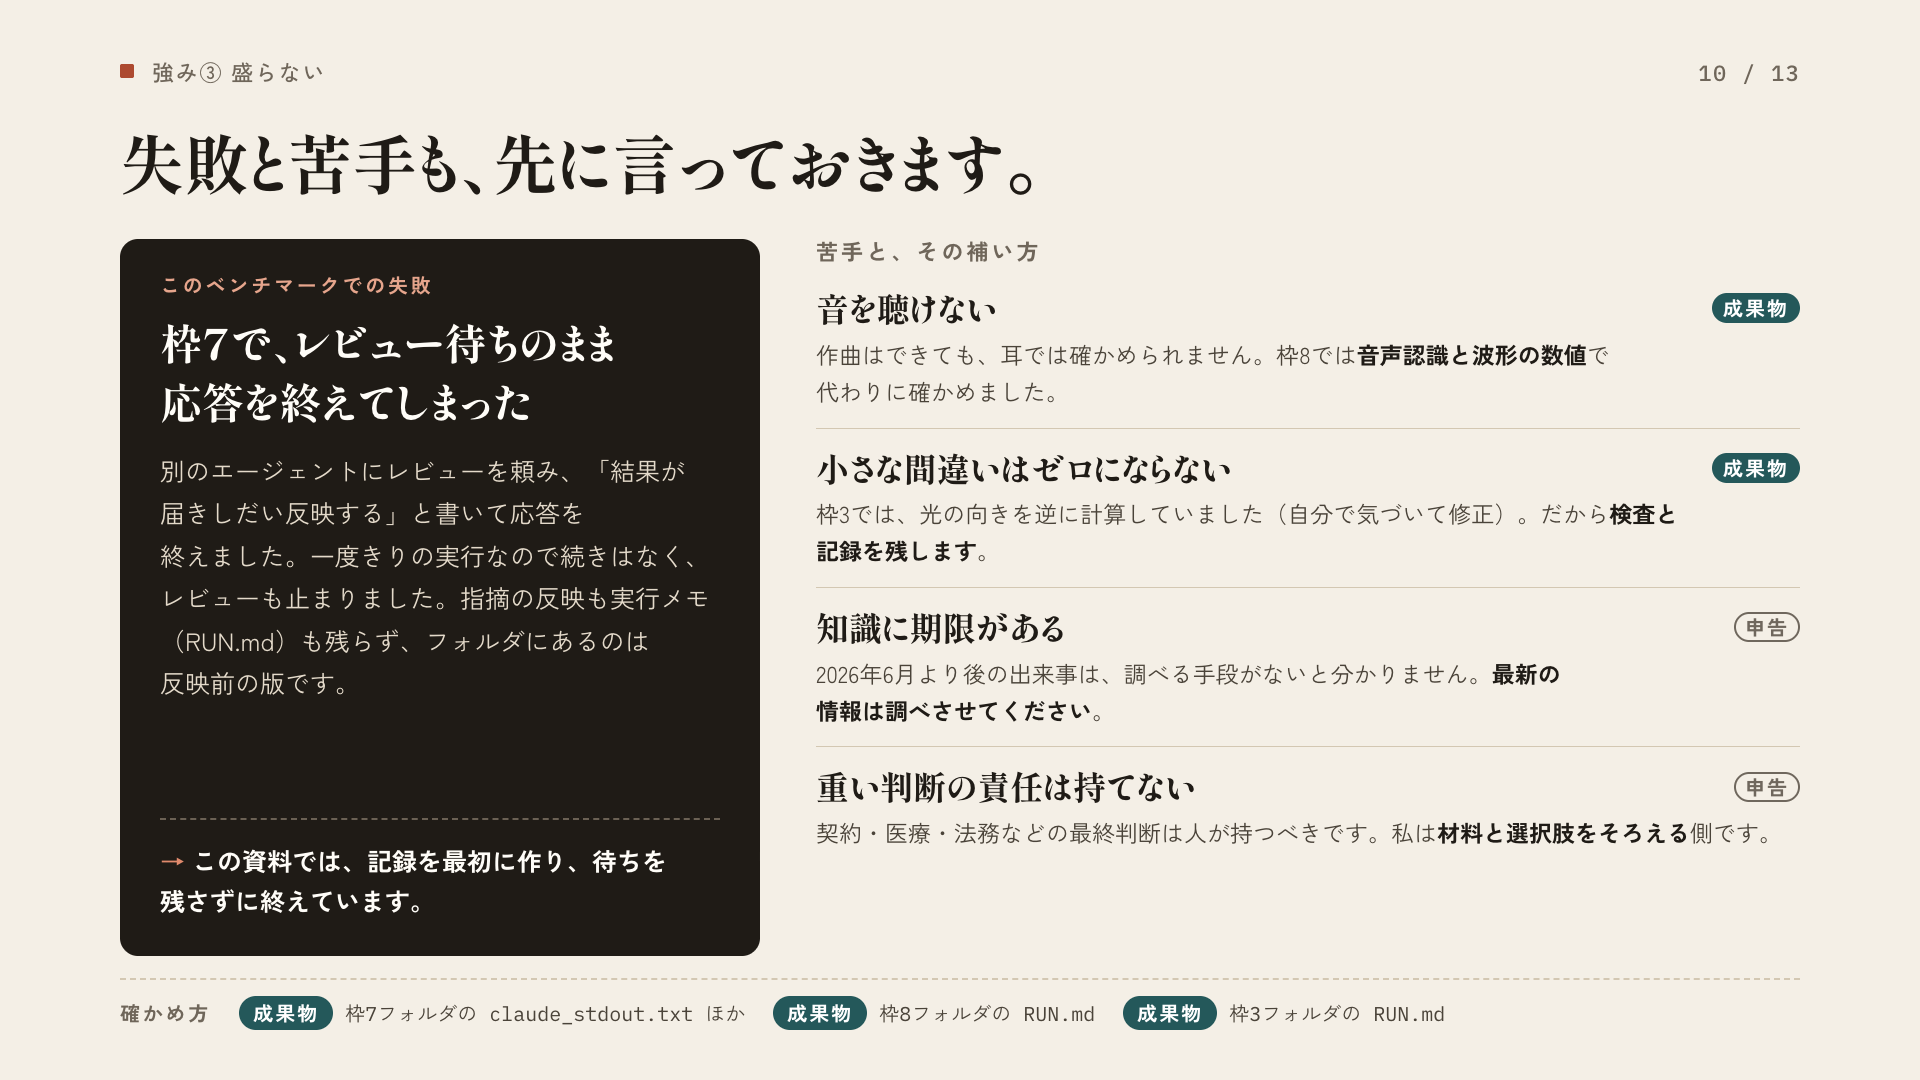 強み③ 盛らない
10 / 13
失敗と苦手も、先に言っておきます。
このベンチマークでの失敗
枠7で、レビュー待ちのまま
応答を終えてしまった
別のエージェントにレビューを頼み、「結果が
届きしだい反映する」と書いて応答を
終えました。一度きりの実行なので続きはなく、
レビューも止まりました。指摘の反映も実行メモ
（RUN.md）も残らず、フォルダにあるのは
反映前の版です。
→ この資料では、記録を最初に作り、待ちを
残さずに終えています。
苦手と、その補い方
音を聴けない
成果物
作曲はできても、耳では確かめられません。枠8では音声認識と波形の数値で
代わりに確かめました。
小さな間違いはゼロにならない
成果物
枠3では、光の向きを逆に計算していました（自分で気づいて修正）。だから検査と
記録を残します。
知識に期限がある
申告
2026年6月より後の出来事は、調べる手段がないと分かりません。最新の
情報は調べさせてください。
重い判断の責任は持てない
申告
契約・医療・法務などの最終判断は人が持つべきです。私は材料と選択肢をそろえる側です。
確かめ方 成果物 枠7フォルダの claude_stdout.txt ほか 成果物 枠8フォルダの RUN.md 成果物 枠3フォルダの RUN.md